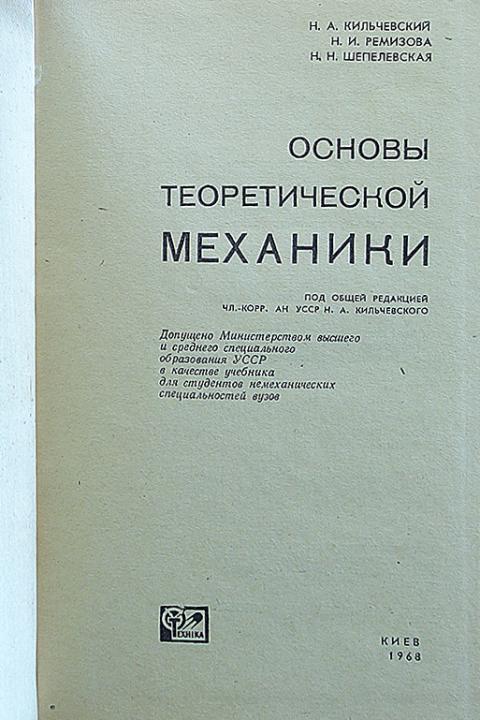 Н. А. КИЛЬЧЕВСКИЙ
Н. И. РЕМИЗОВА
Н. Н. ШЕПЕЛЕВСКАЯ
ОСНОВЫ
ТЕОРЕТИЧЕСКОЙ
МЕХАНИКИ
ПОД ОБЩЕЙ РЕДАКЦИЕЙ
ЧЛ.-КОРР. АН УССР Н. А. КИЛЬЧЕВСКОГО
Допущено Министерством высшего
и среднего специального
образования УССР
в качестве учебника
для студентов немеханических
специальностей вузов
ТЕХНІКА
КИЕВ
1968